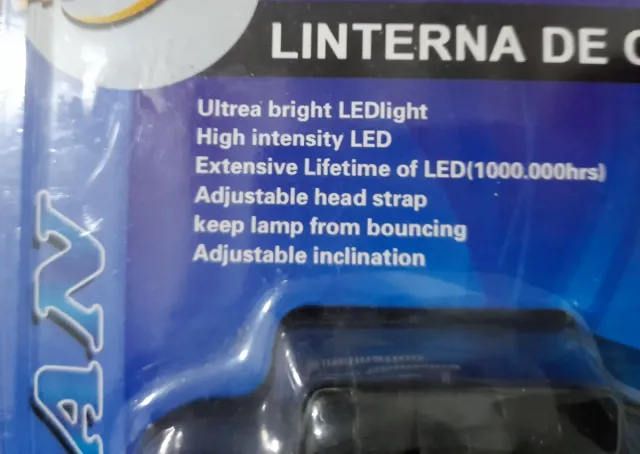 LINTERNA DE
Ultrea bright LEDlight
High intensity LED
Extensive Lifetime of LED(1000.000hrs)
Adjustable head strap
keep lamp from bouncing
Adjustable inclination